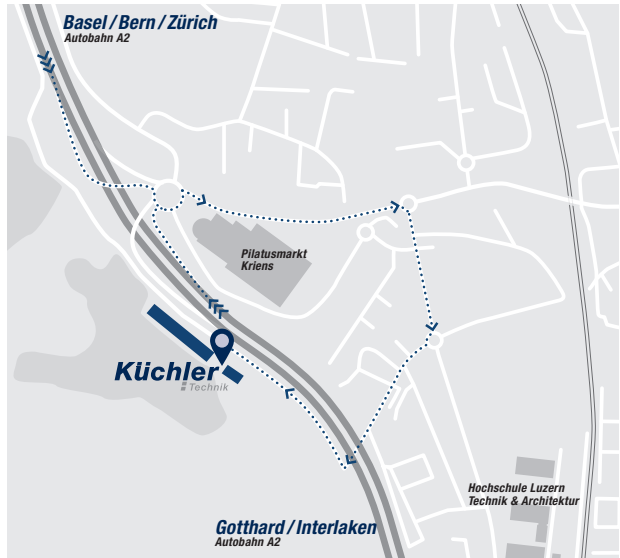 Basel / Bern / Zürich
Autobahn A2
Pilatusmarkt
Kriens
Küchler
Technik
Hochschule Luzern
Technik & Architektur
Gotthard / Interlaken
Autobahn A2